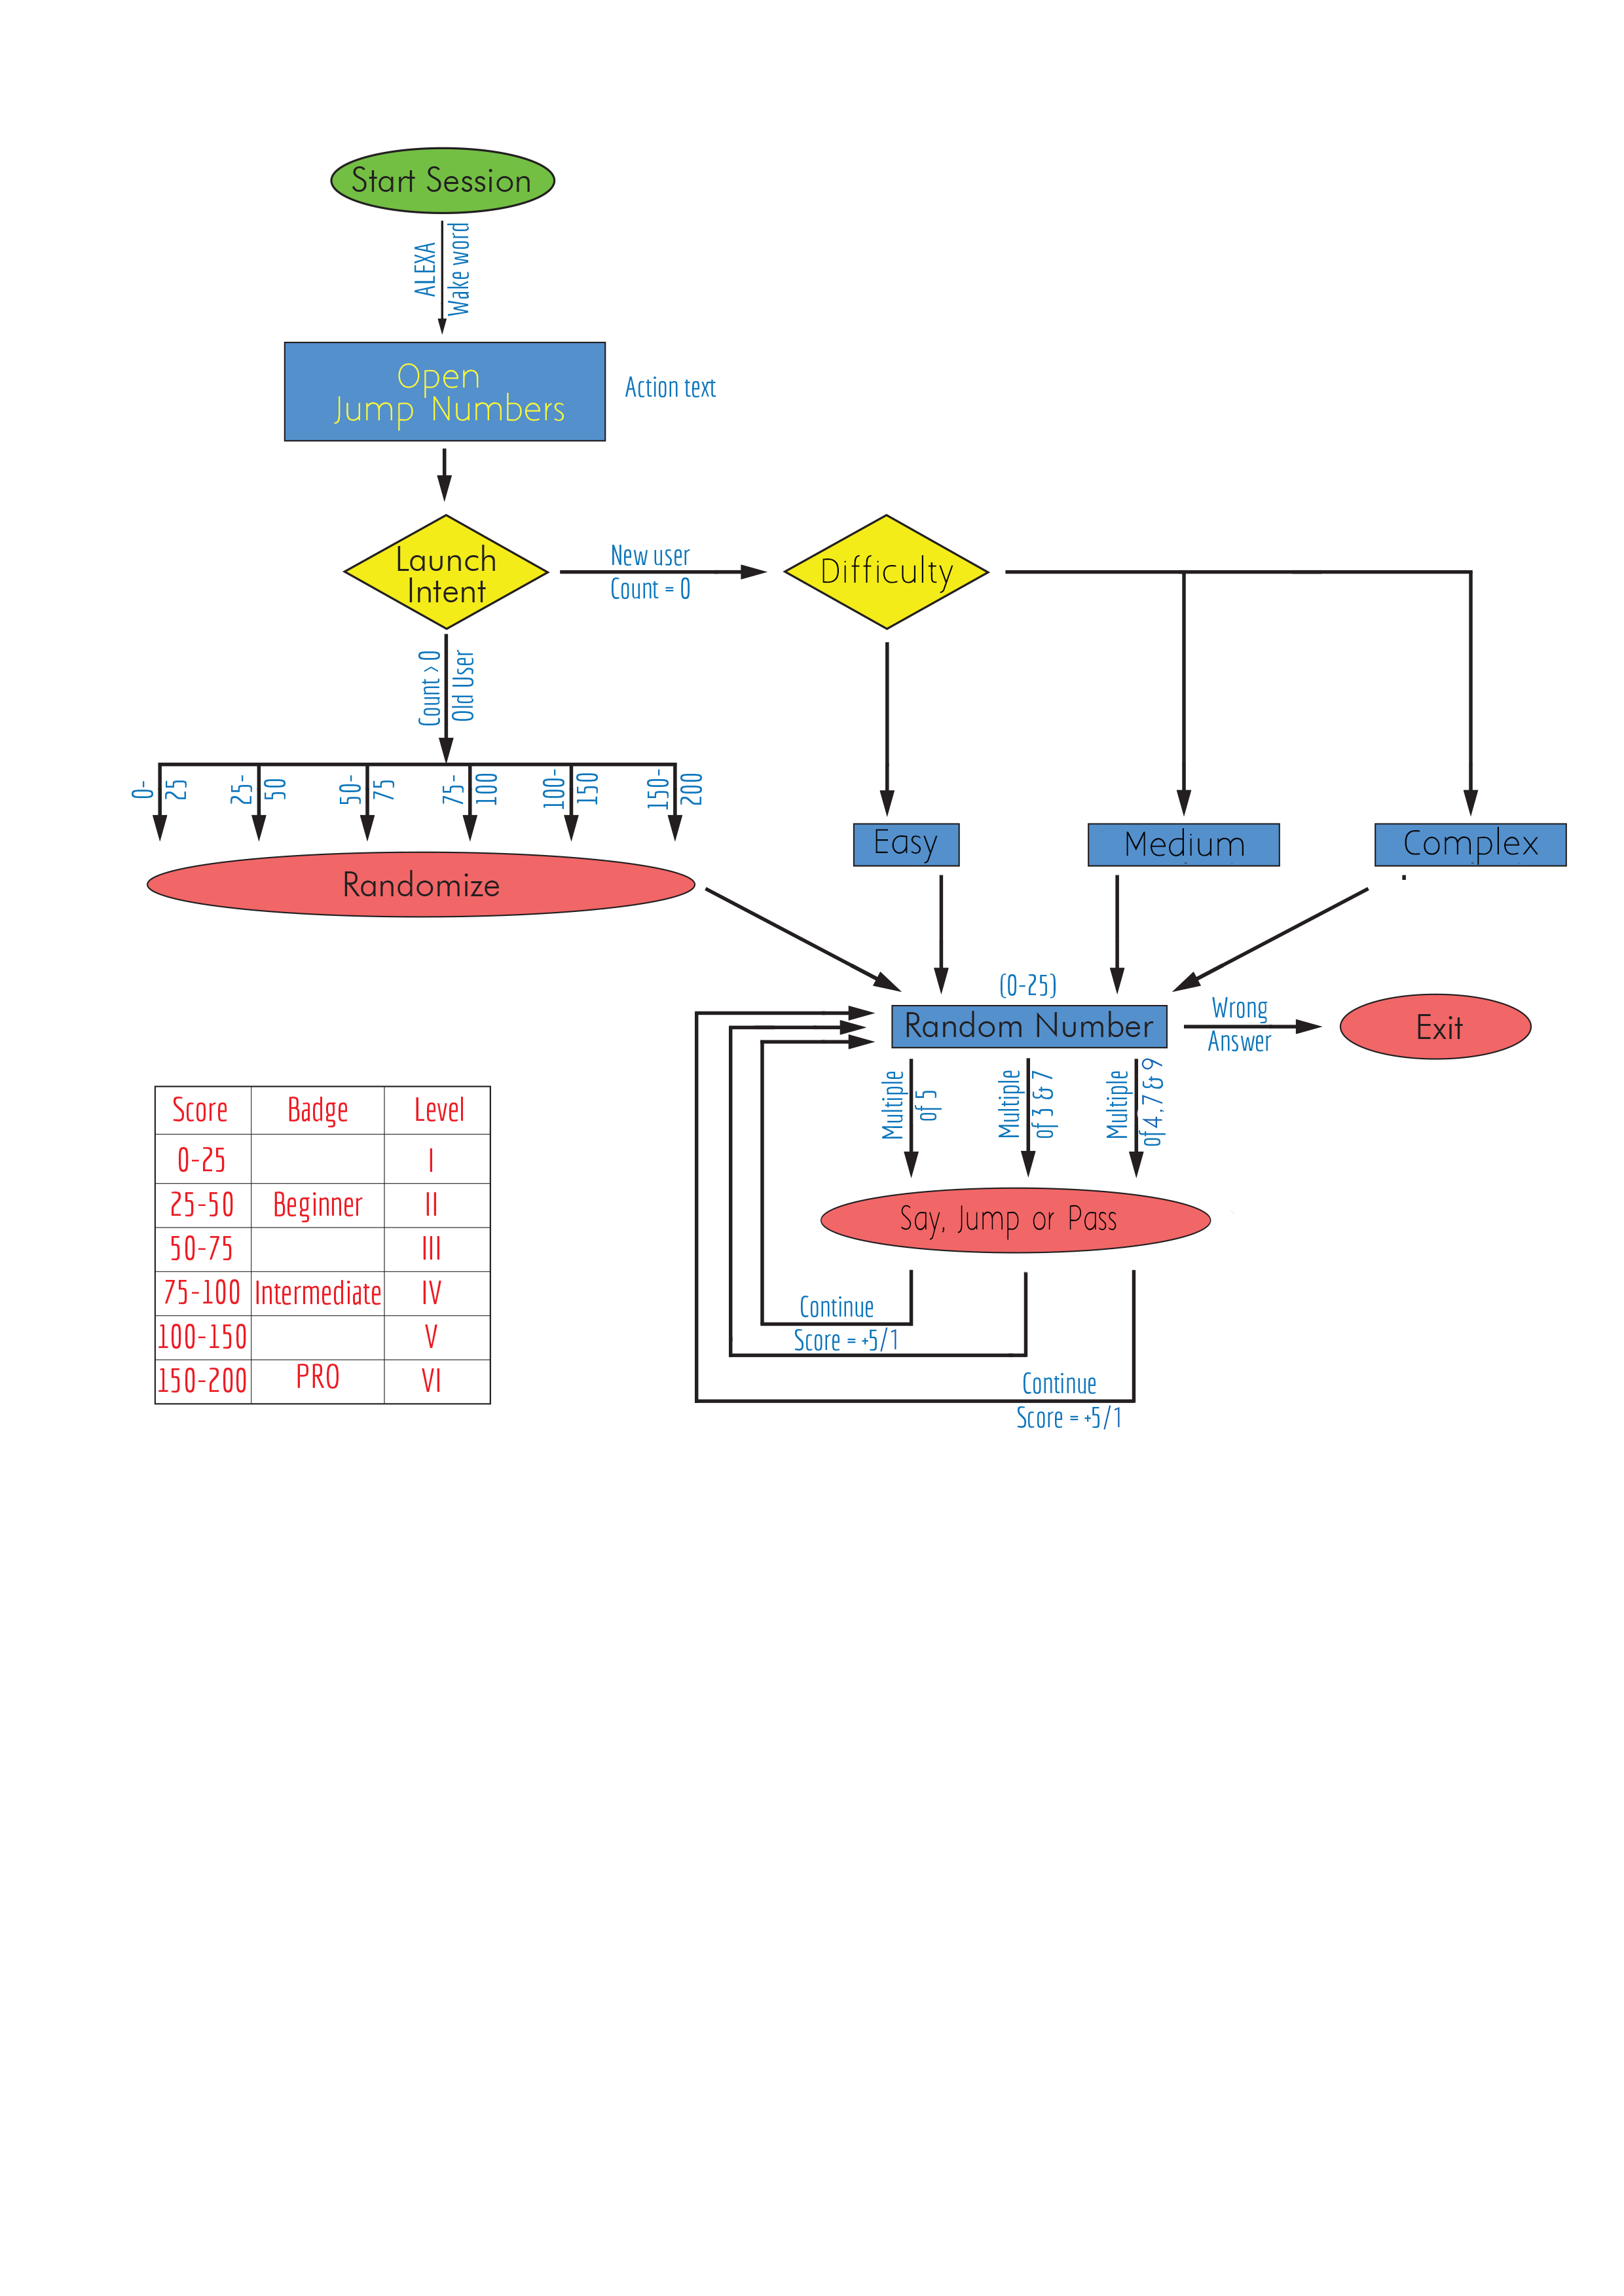 Start Session
ALEXA
Wake word
Open
Jump Numbers
Action text
Launch
Intent
New user
Count = 0
Difficulty
Count > 0
Old User
0-
25
25-
50
50-
75
75-
100
100-
150
150-
200
Easy
Medium
Complex
Randomize
(0-25)
Random Number
Wrong
Answer
Exit
Multiple
of 5
Multiple
of 3 & 7
Multiple
of 4, 7 & 9
Say, Jump or Pass
Continue
Score = +5/1
Continue
Score = +5/1
Score Badge Level
0-25 I
25-50 Beginner II
50-75 III
75-100 Intermediate IV
100-150 V
150-200 PRO VI